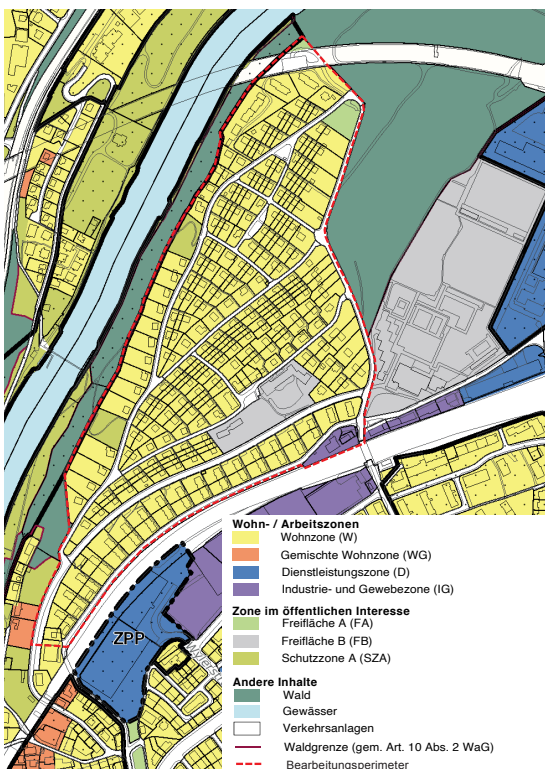 ZPP
Wohn- / Arbeitszonen
Wohnzone (W)
Gemischte Wohnzone (WG)
Dienstleistungszone (D)
Industrie- und Gewebezone (IG)
Zone im öffentlichen Interesse
Freifläche A (FA)
Freifläche B (FB)
Schutzzone A (SZA)
Andere Inhalte
Wald
Gewässer
Verkehrsanlagen
Waldgrenze (gem. Art. 10 Abs. 2 WaG)
Bearbeitungsperimeter